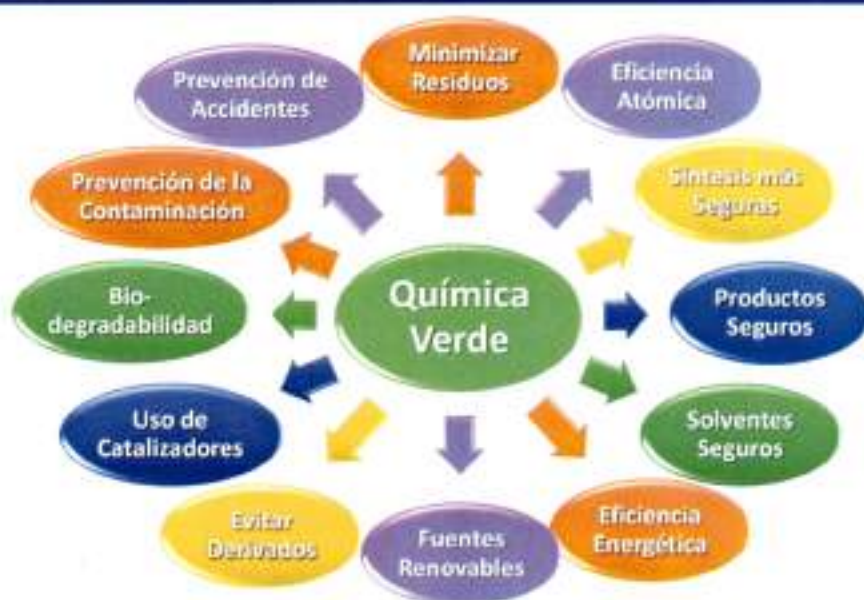 Minimizar
Residuos
Eficiencia
Atómica
Síntesis más
Seguras
Productos
Seguros
Solventes
Seguros
Eficiencia
Energética
Fuentes
Renovables
Evitar
Derivados
Uso de
Catalizadores
Bio-
degradabilidad
Prevención de la
Contaminación
Prevención de
Accidentes
Química
Verde